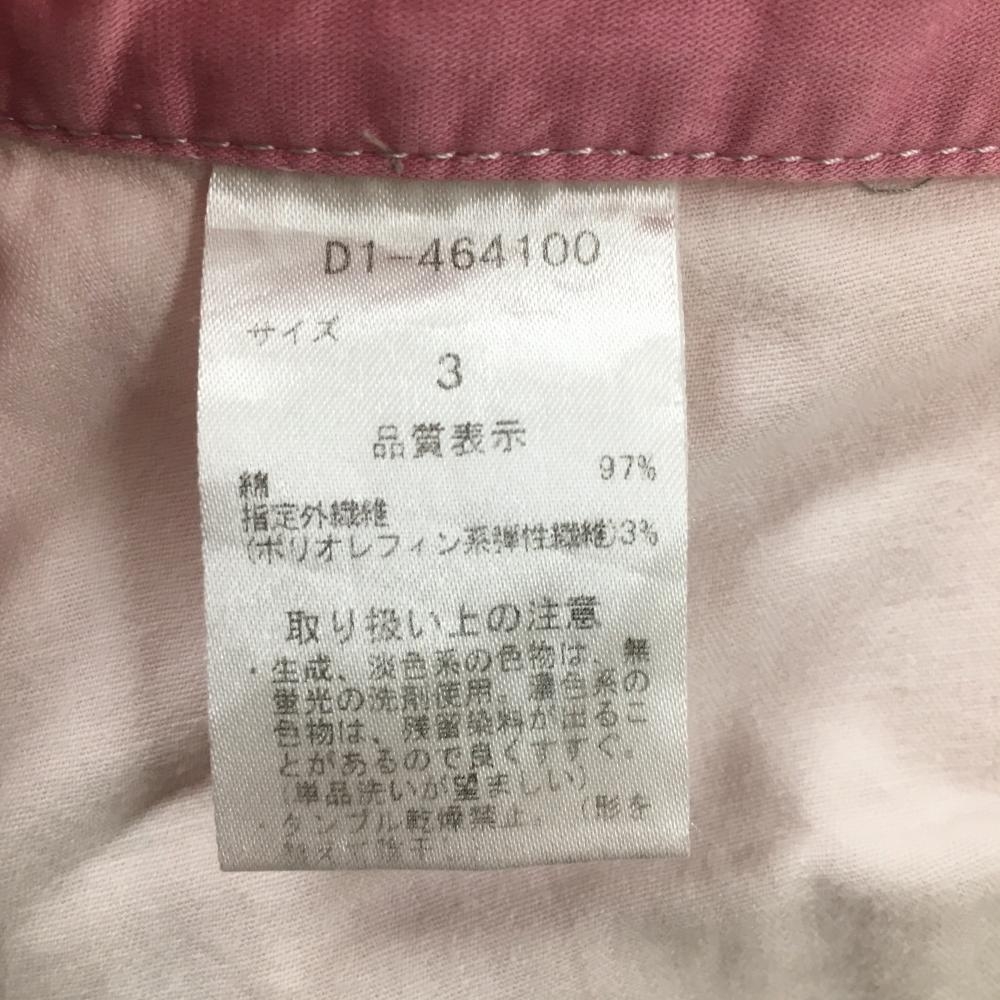 D1-464100
サイズ
3
品質表示
綿 97%
指定外繊維
(ポリオレフィン系弾性繊維)3%
取り扱い上の注意
・生成、淡色系の色物は、無
蛍光の洗剤使用。濃色系の
色物は、残留染料が出るこ
とがあるので良くすすぐ。
(単品洗いが望ましい)
・タンブル乾燥禁止。(形を